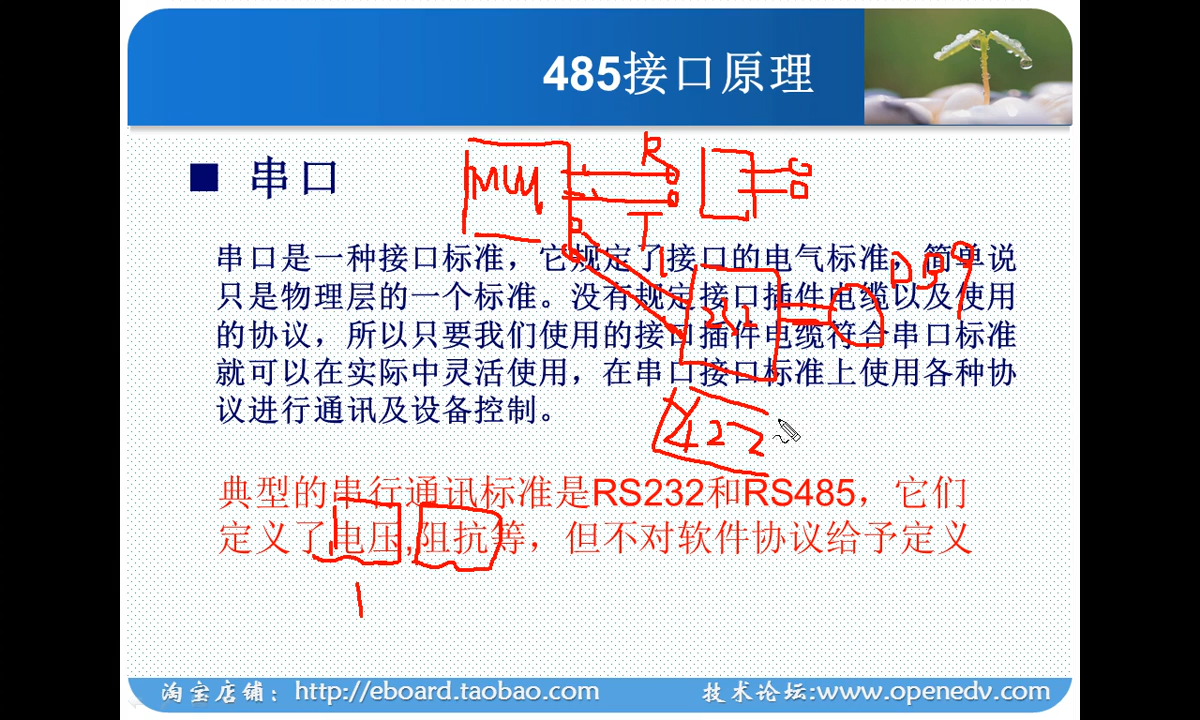 485接口原理
串口
串口是一种接口标准，它规定了接口的电气标准，简单说
只是物理层的一个标准。没有规定接口插件电缆以及使用
的协议，所以只要我们使用的接口插件电缆符合串口标准
就可以在实际中灵活使用，在串口接口标准上使用各种协
议进行通讯及设备控制。
典型的串行通讯标准是RS232和RS485，它们
定义了电压,阻抗等，但不对软件协议给予定义
R
T
DB9
232
422
淘宝店铺：http://eboard.taobao.com
技术论坛:www.openedv.com